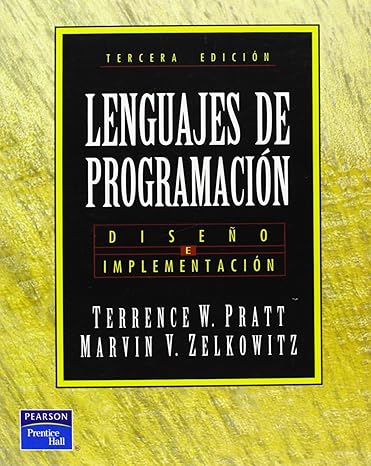 TERCERA EDICIÓN
LENGUAJES DE
PROGRAMACIÓN
DISEÑO
E
IMPLEMENTACIÓN
TERRENCE W. PRATT
MARVIN V. ZELKOWITZ
PEARSON
Prentice
Hall